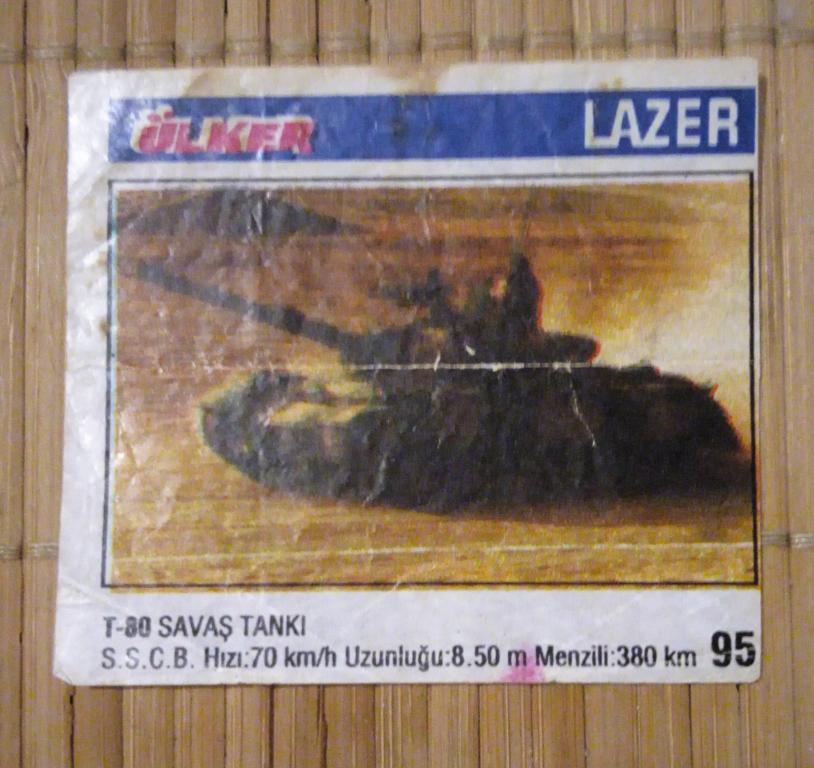 ÜLKER LAZER
T-80 SAVAŞ TANKI
S.S.C.B. Hızı:70 km/h Uzunluğu:8.50 m Menzili:380 km 95